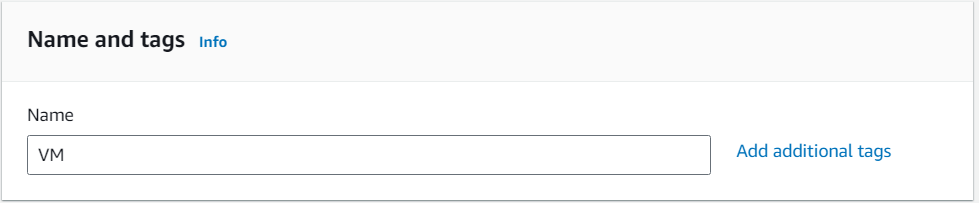 Name and tags Info
Name
VM
Add additional tags